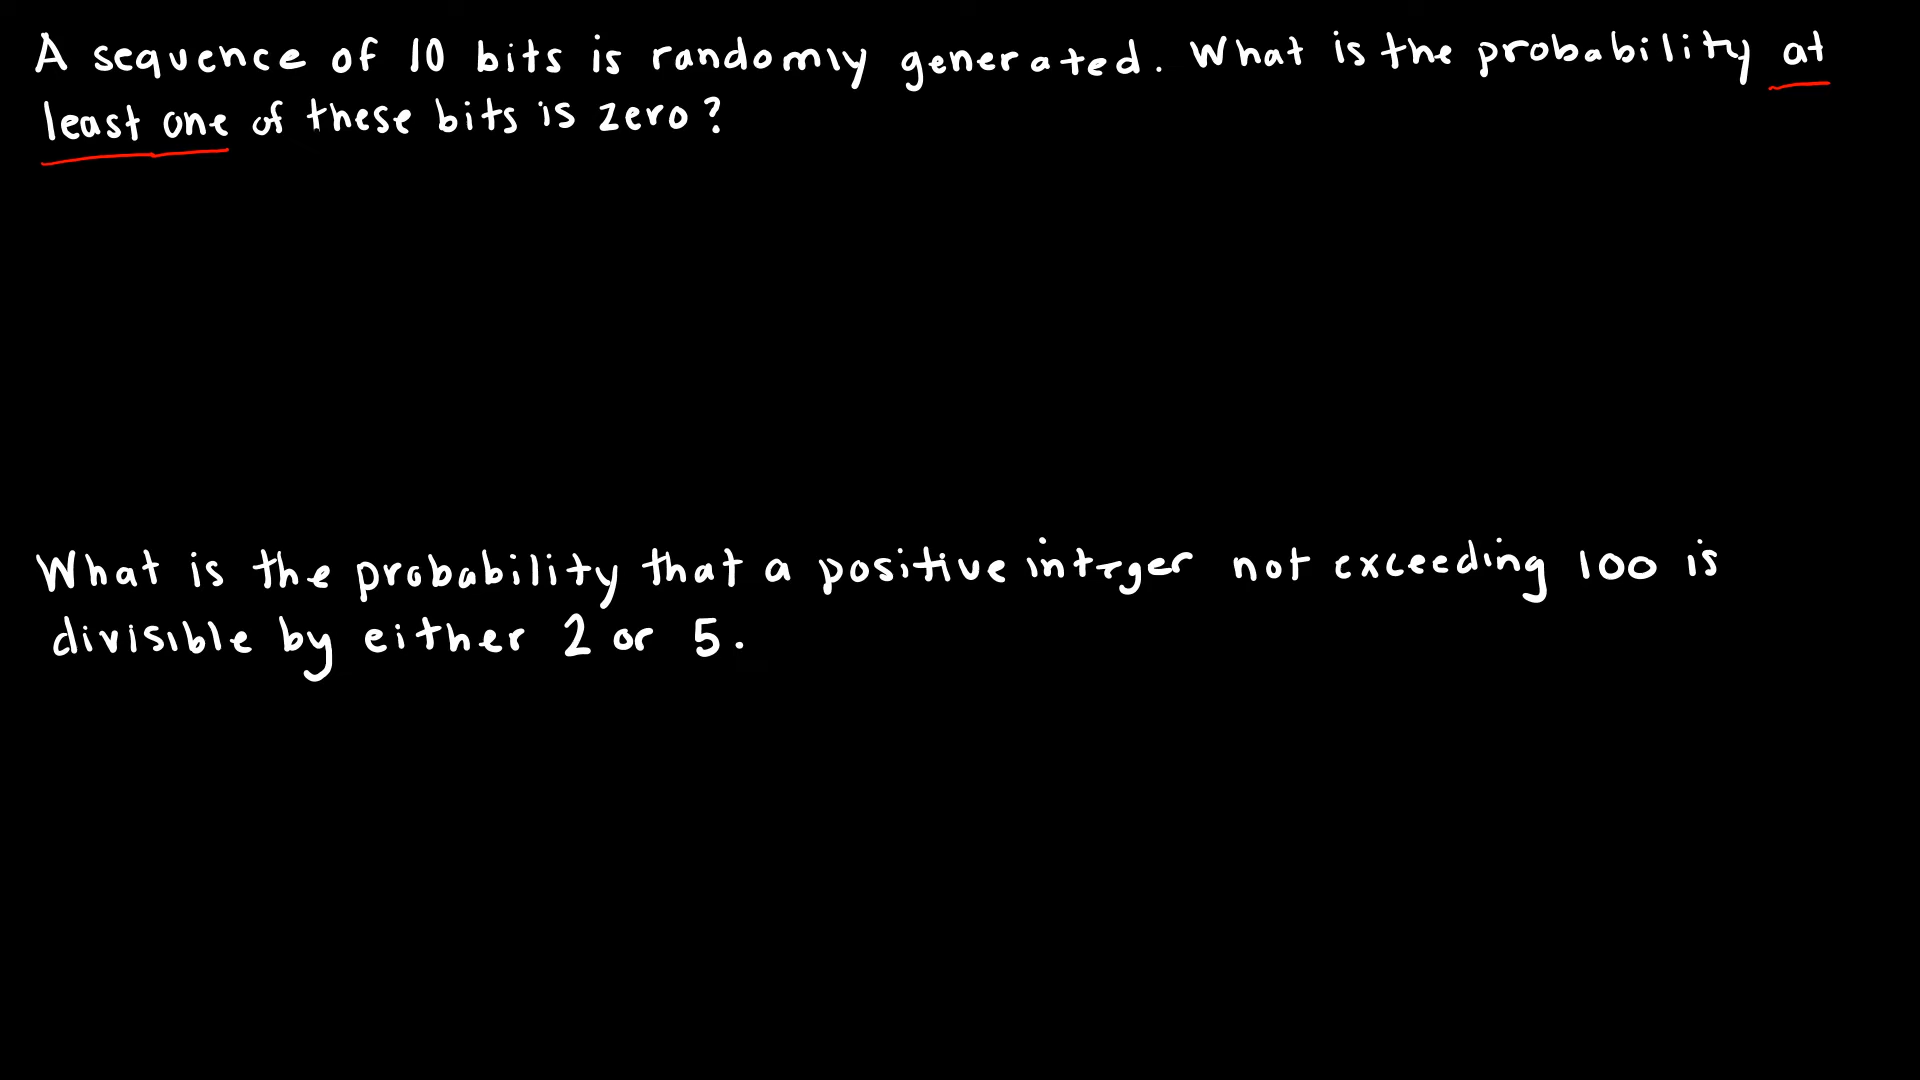 A sequence of 10 bits is randomly generated. What is the probability at
least one of these bits is zero?
What is the probability that a positive integer not exceeding 100 is
divisible by either 2 or 5.